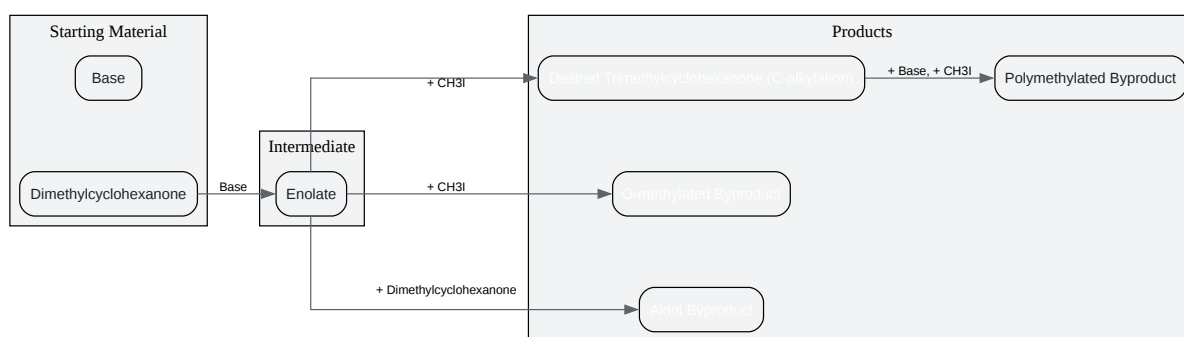 Starting Material
Products
Base
+ CH3I
Desired Trimethylcyclohexanone (C-alkylation)
+ Base, + CH3I
Polymethylated Byproduct
Intermediate
Dimethylcyclohexanone
Base
Enolate
+ CH3I
O-methylated Byproduct
+ Dimethylcyclohexanone
Aldol Byproduct